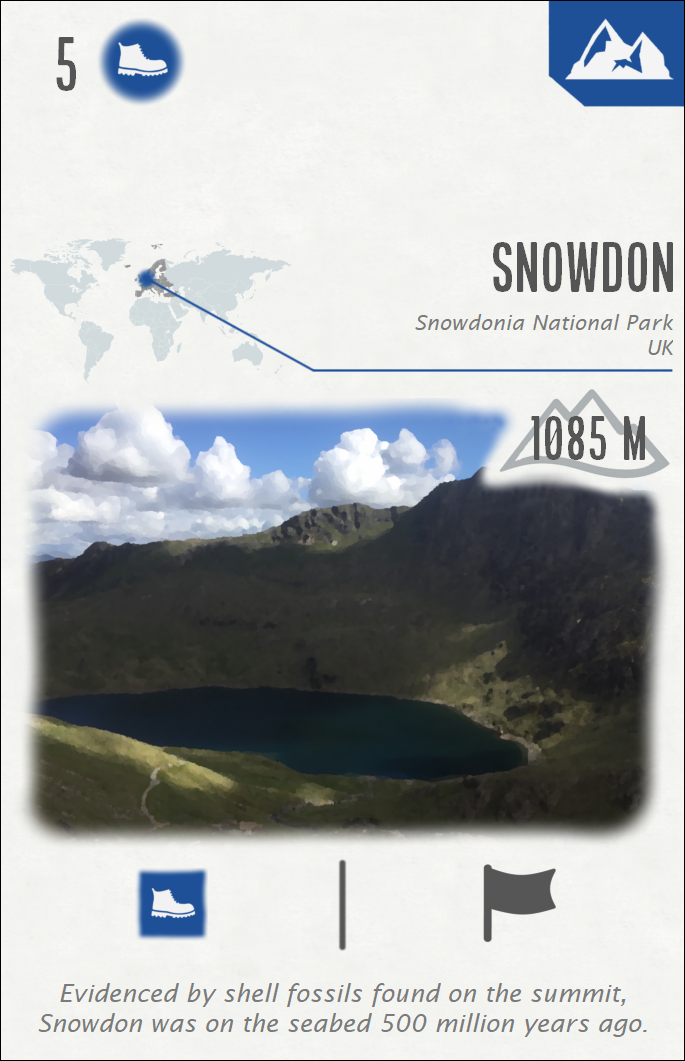 5
SNOWDON
Snowdonia National Park
UK
1085 M
Evidenced by shell fossils found on the summit,
Snowdon was on the seabed 500 million years ago.